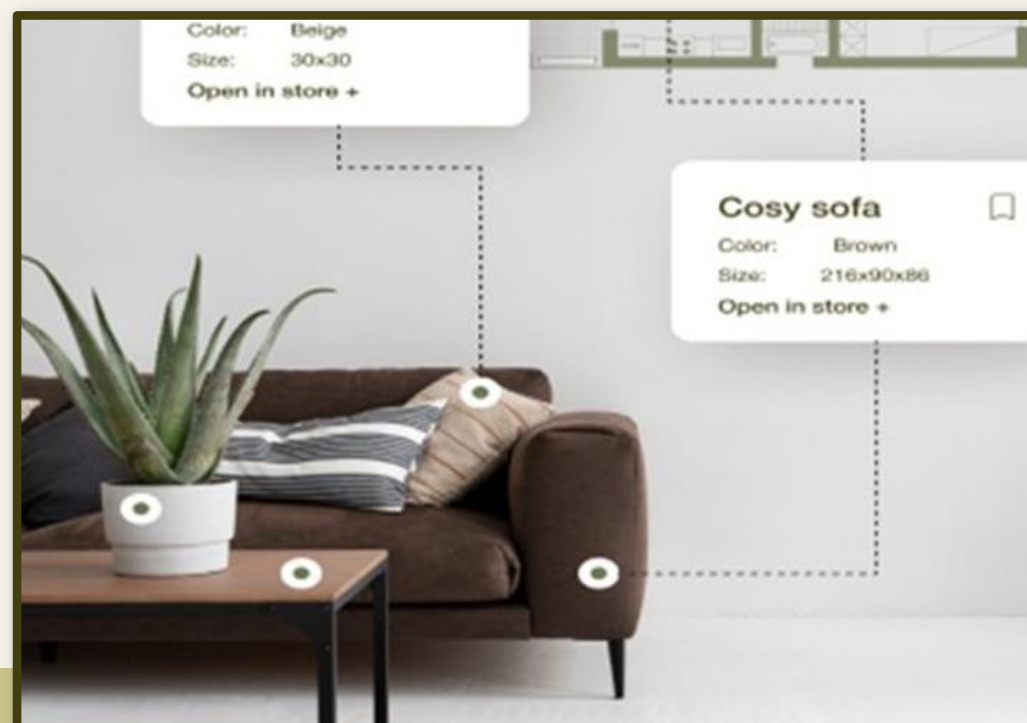 Color: Beige
Size: 30x30
Open in store +
Cosy sofa
Color: Brown
Size: 216x90x86
Open in store +